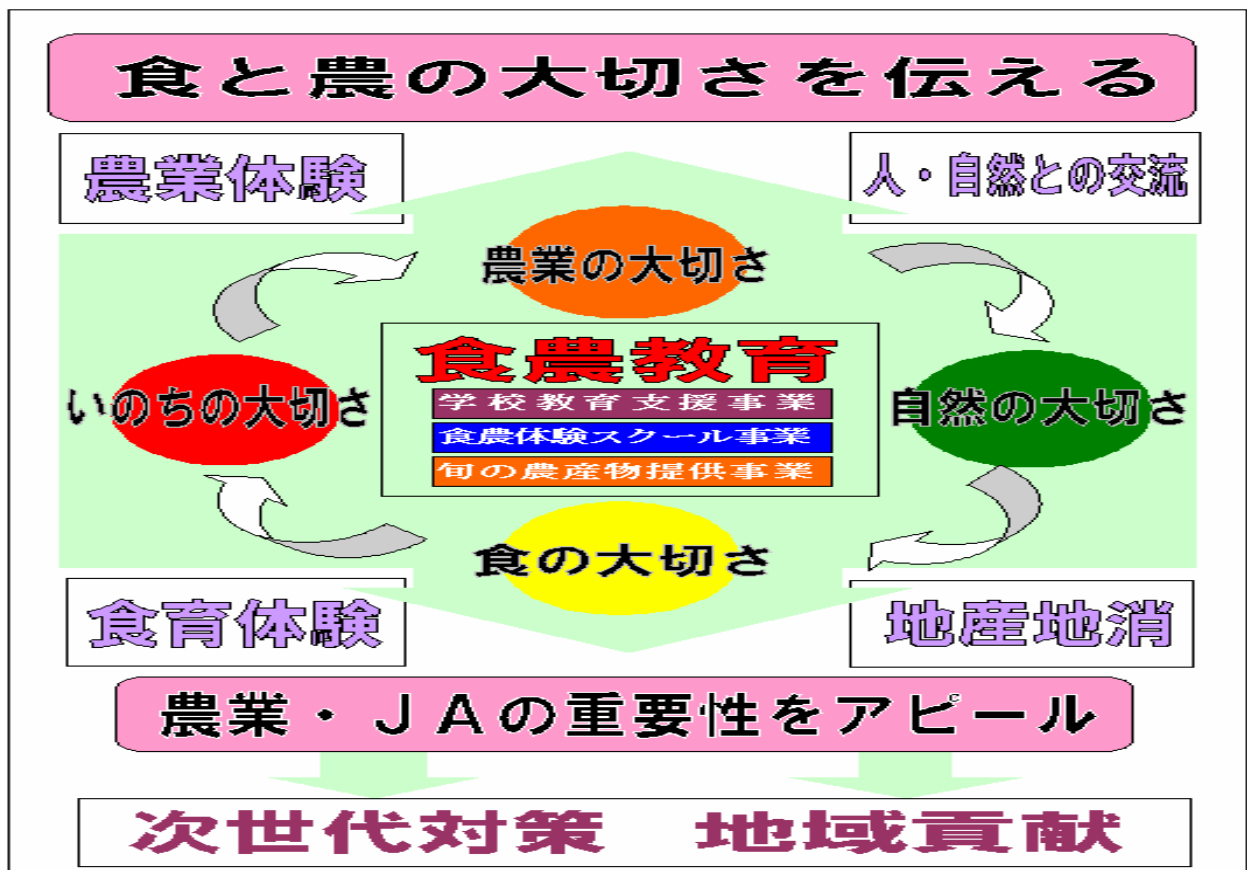 食と農の大切さを伝える
農業体験
人・自然との交流
農業の大切さ
食農教育
学校教育支援事業
食農体験スクール事業
旬の農産物提供事業
いのちの大切さ
自然の大切さ
食の大切さ
食育体験
地産地消
農業・ＪＡの重要性をアピール
次世代対策　地域貢献